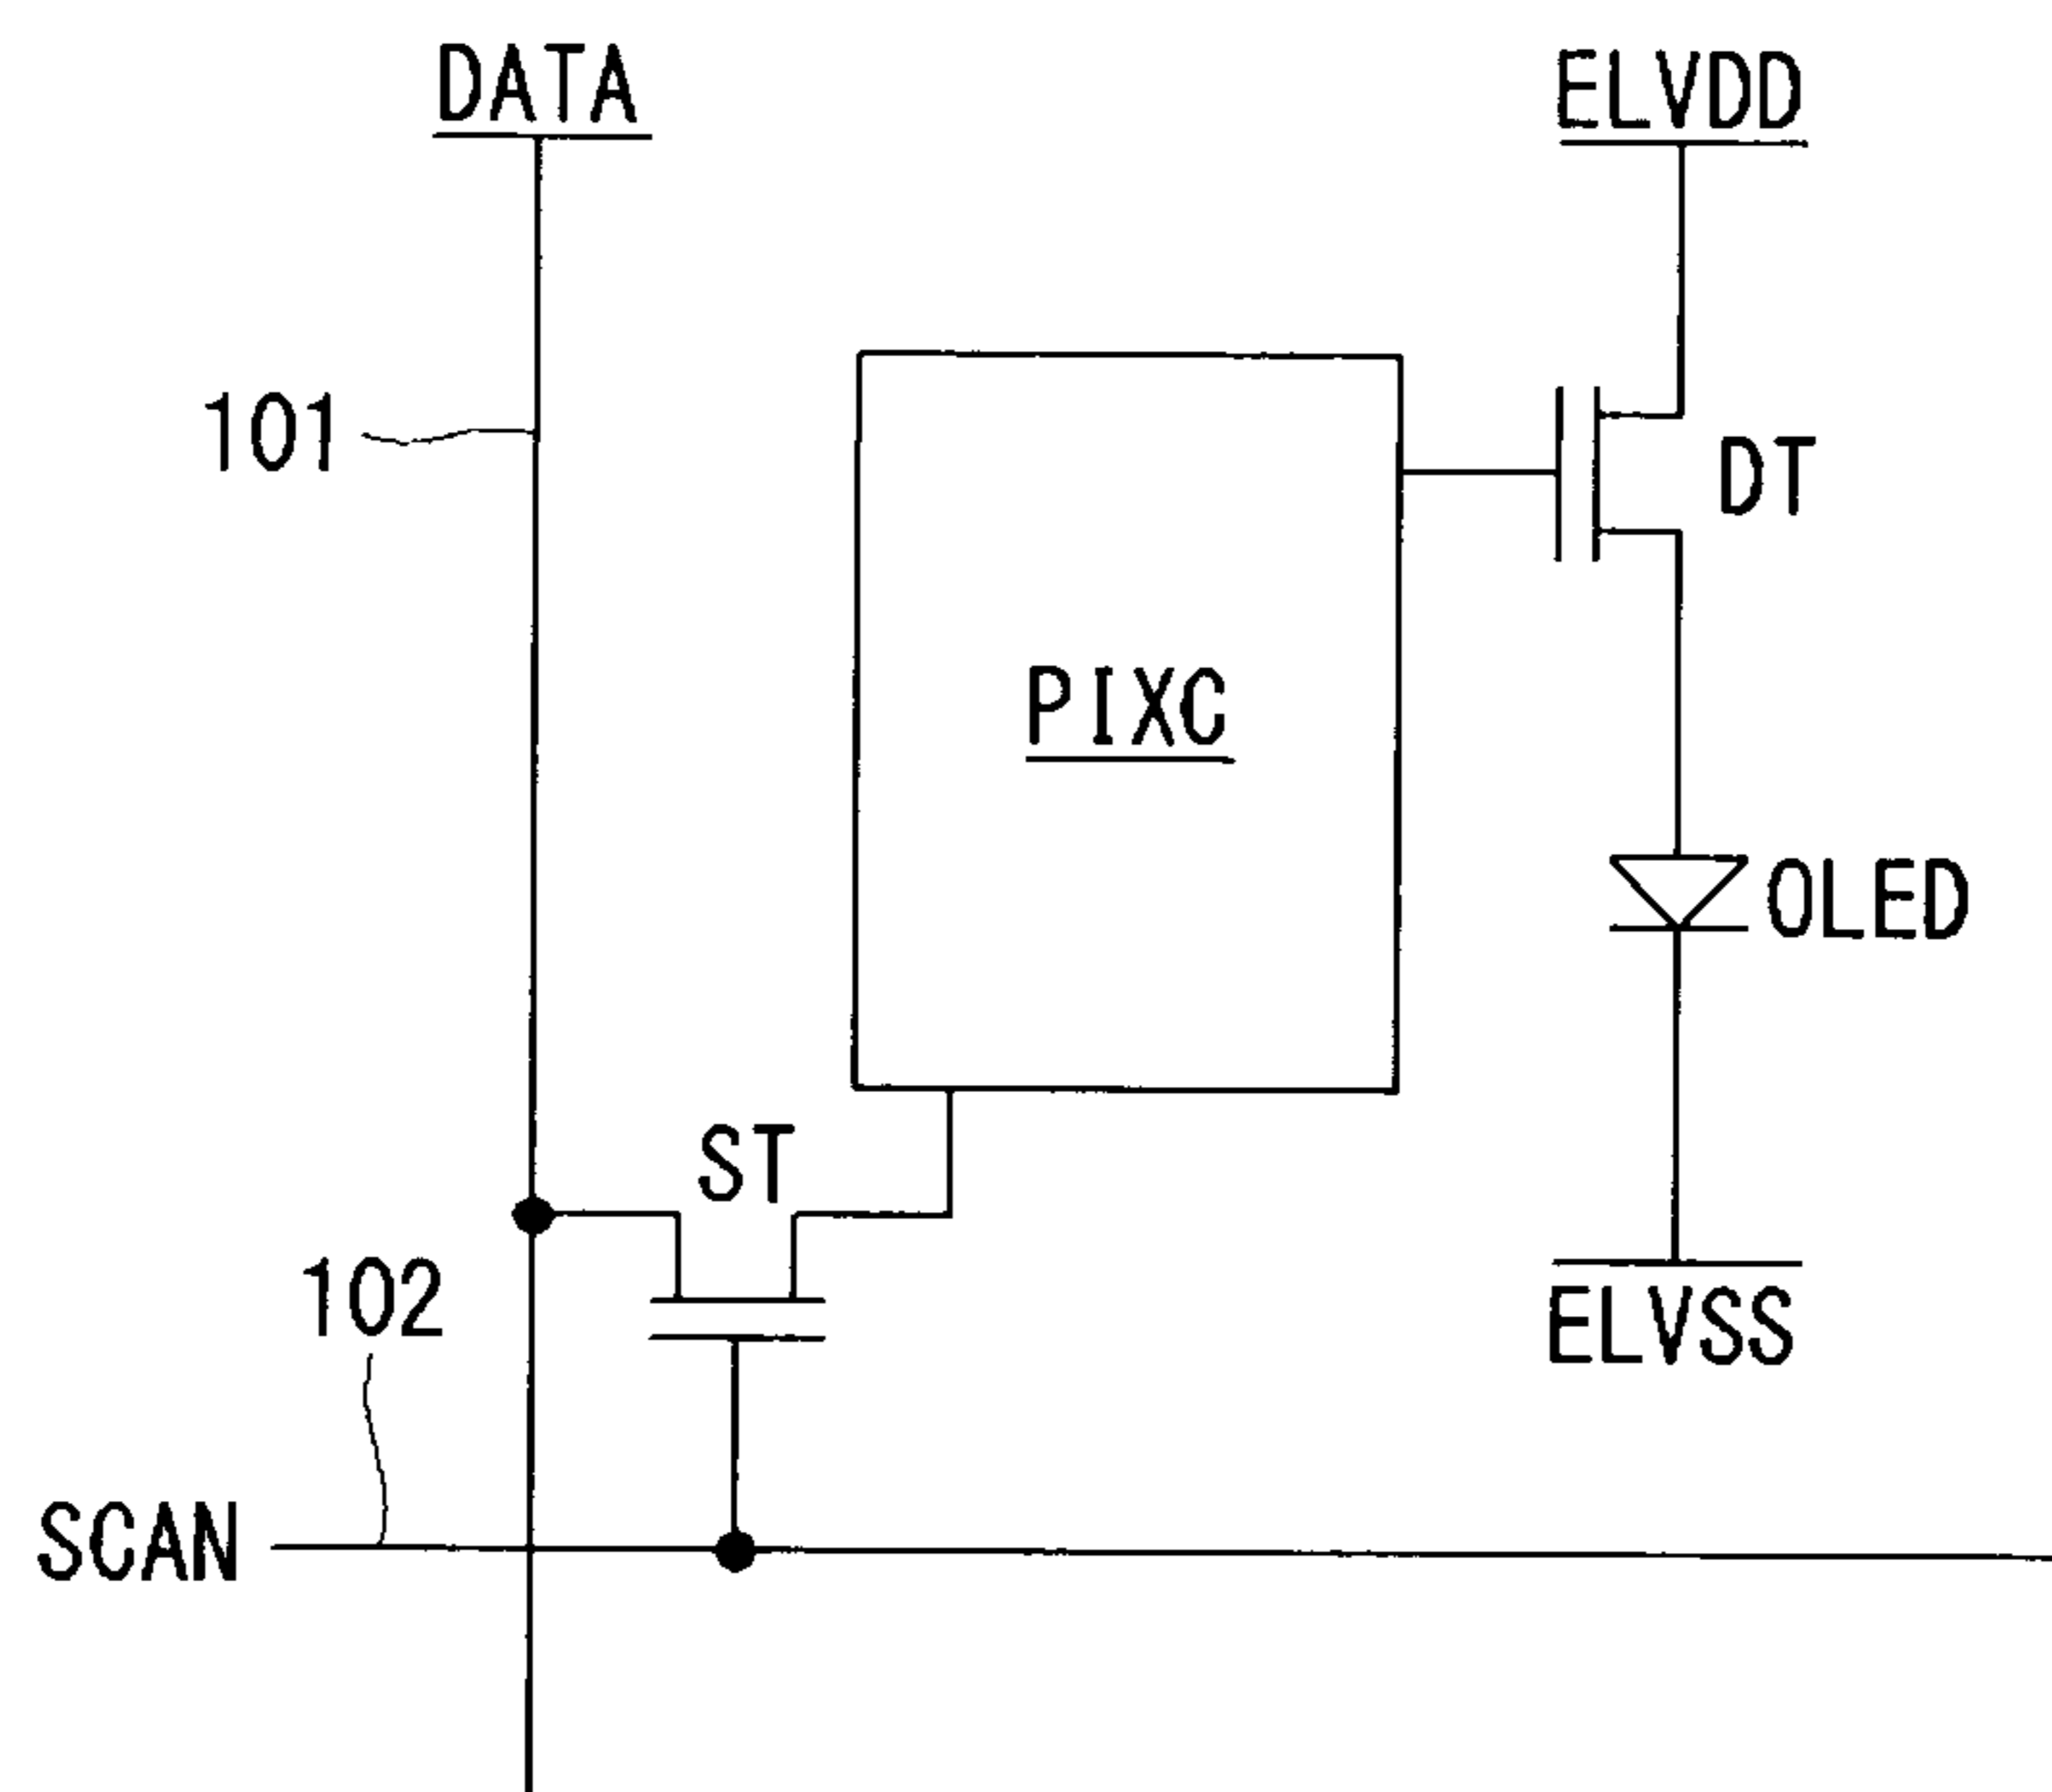 DATA
ELVDD
101
DT
PIXC
OLED
ST
102
ELVSS
SCAN